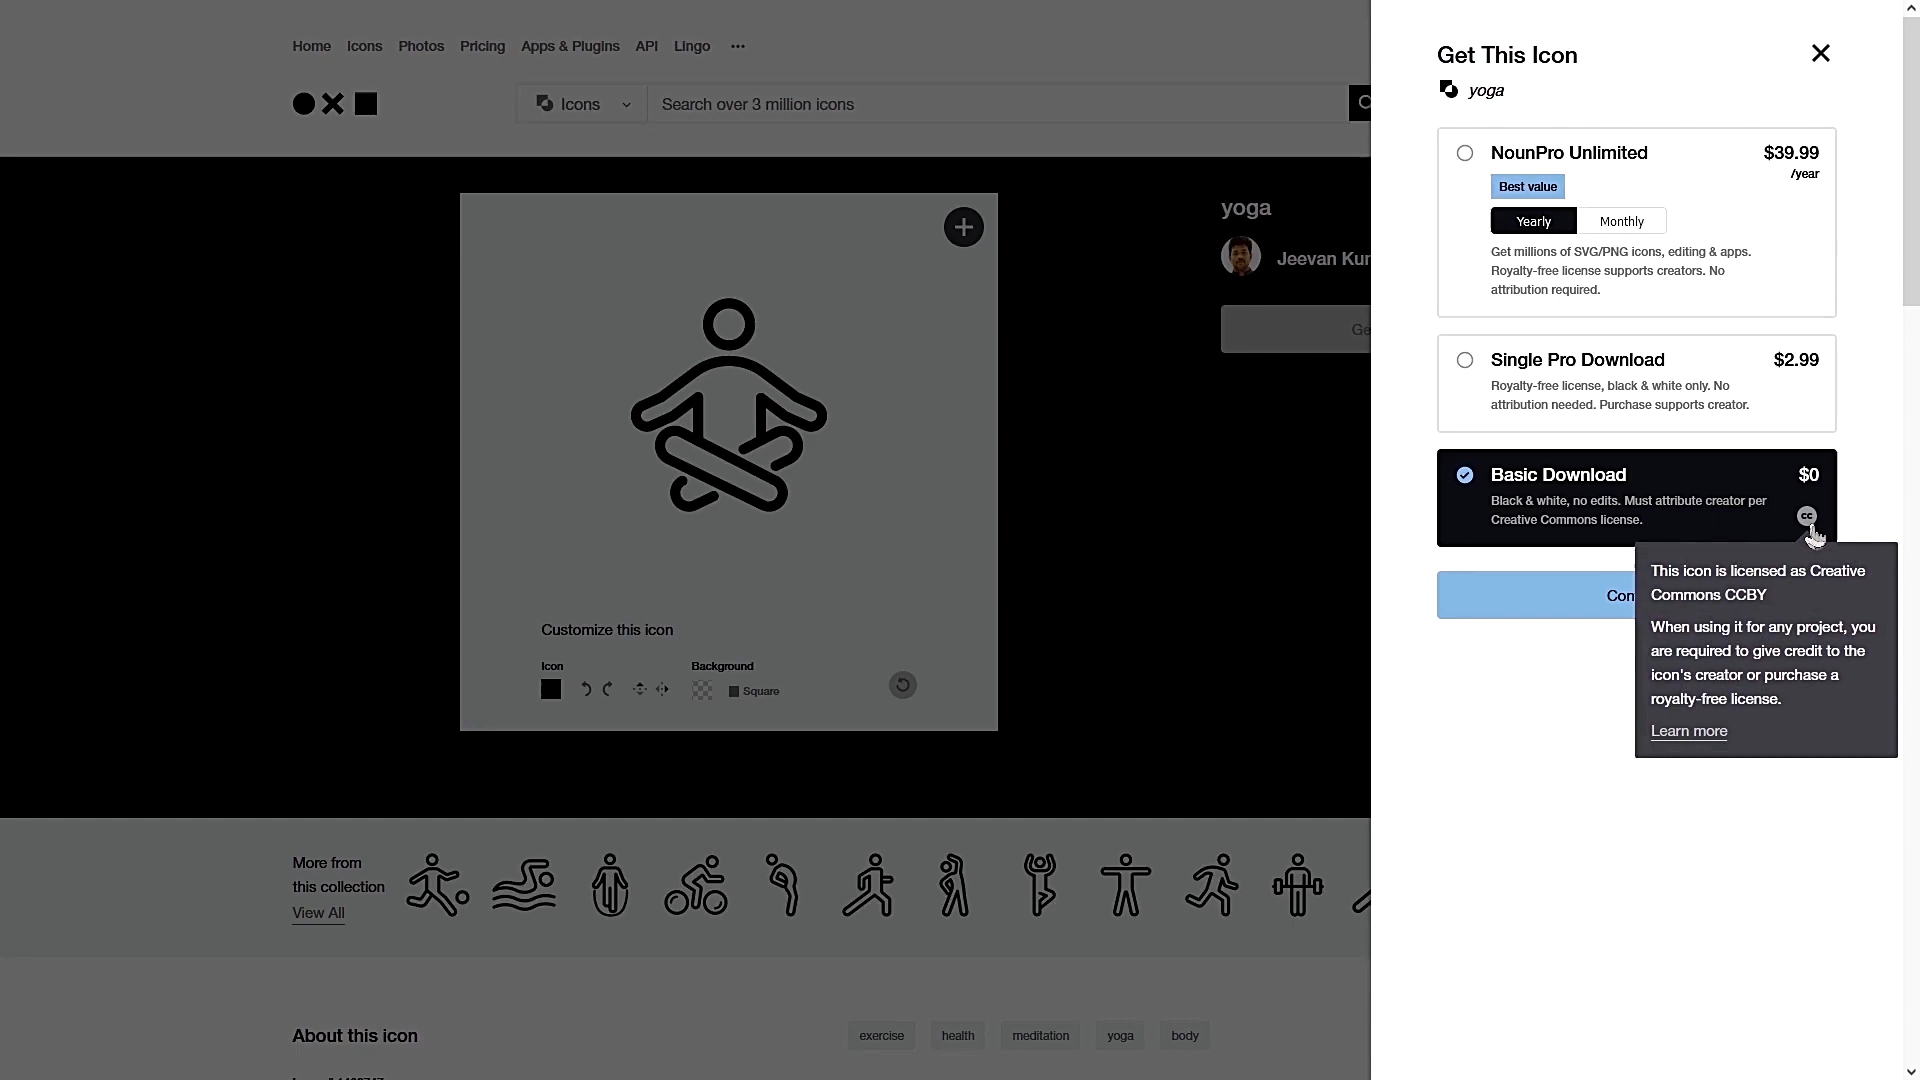 Home Icons Photos Pricing Apps & Plugins API Lingo
Icons
Search over 3 million icons
yoga
Jeevan Kur
Ge
Customize this icon
Icon
Background
Square
More from
this collection
View All
About this icon
exercise
health
meditation
yoga
body
Get This Icon
yoga
NounPro Unlimited
$39.99
/year
Best value
Yearly
Monthly
Get millions of SVG/PNG icons, editing & apps.
Royalty-free license supports creators. No
attribution required.
Single Pro Download
$2.99
Royalty-free license, black & white only. No
attribution needed. Purchase supports creator.
Basic Download
$0
Black & white, no edits. Must attribute creator per
Creative Commons license.
cc
Con
This icon is licensed as Creative
Commons CCBY
When using it for any project, you
are required to give credit to the
icon's creator or purchase a
royalty-free license.
Learn more